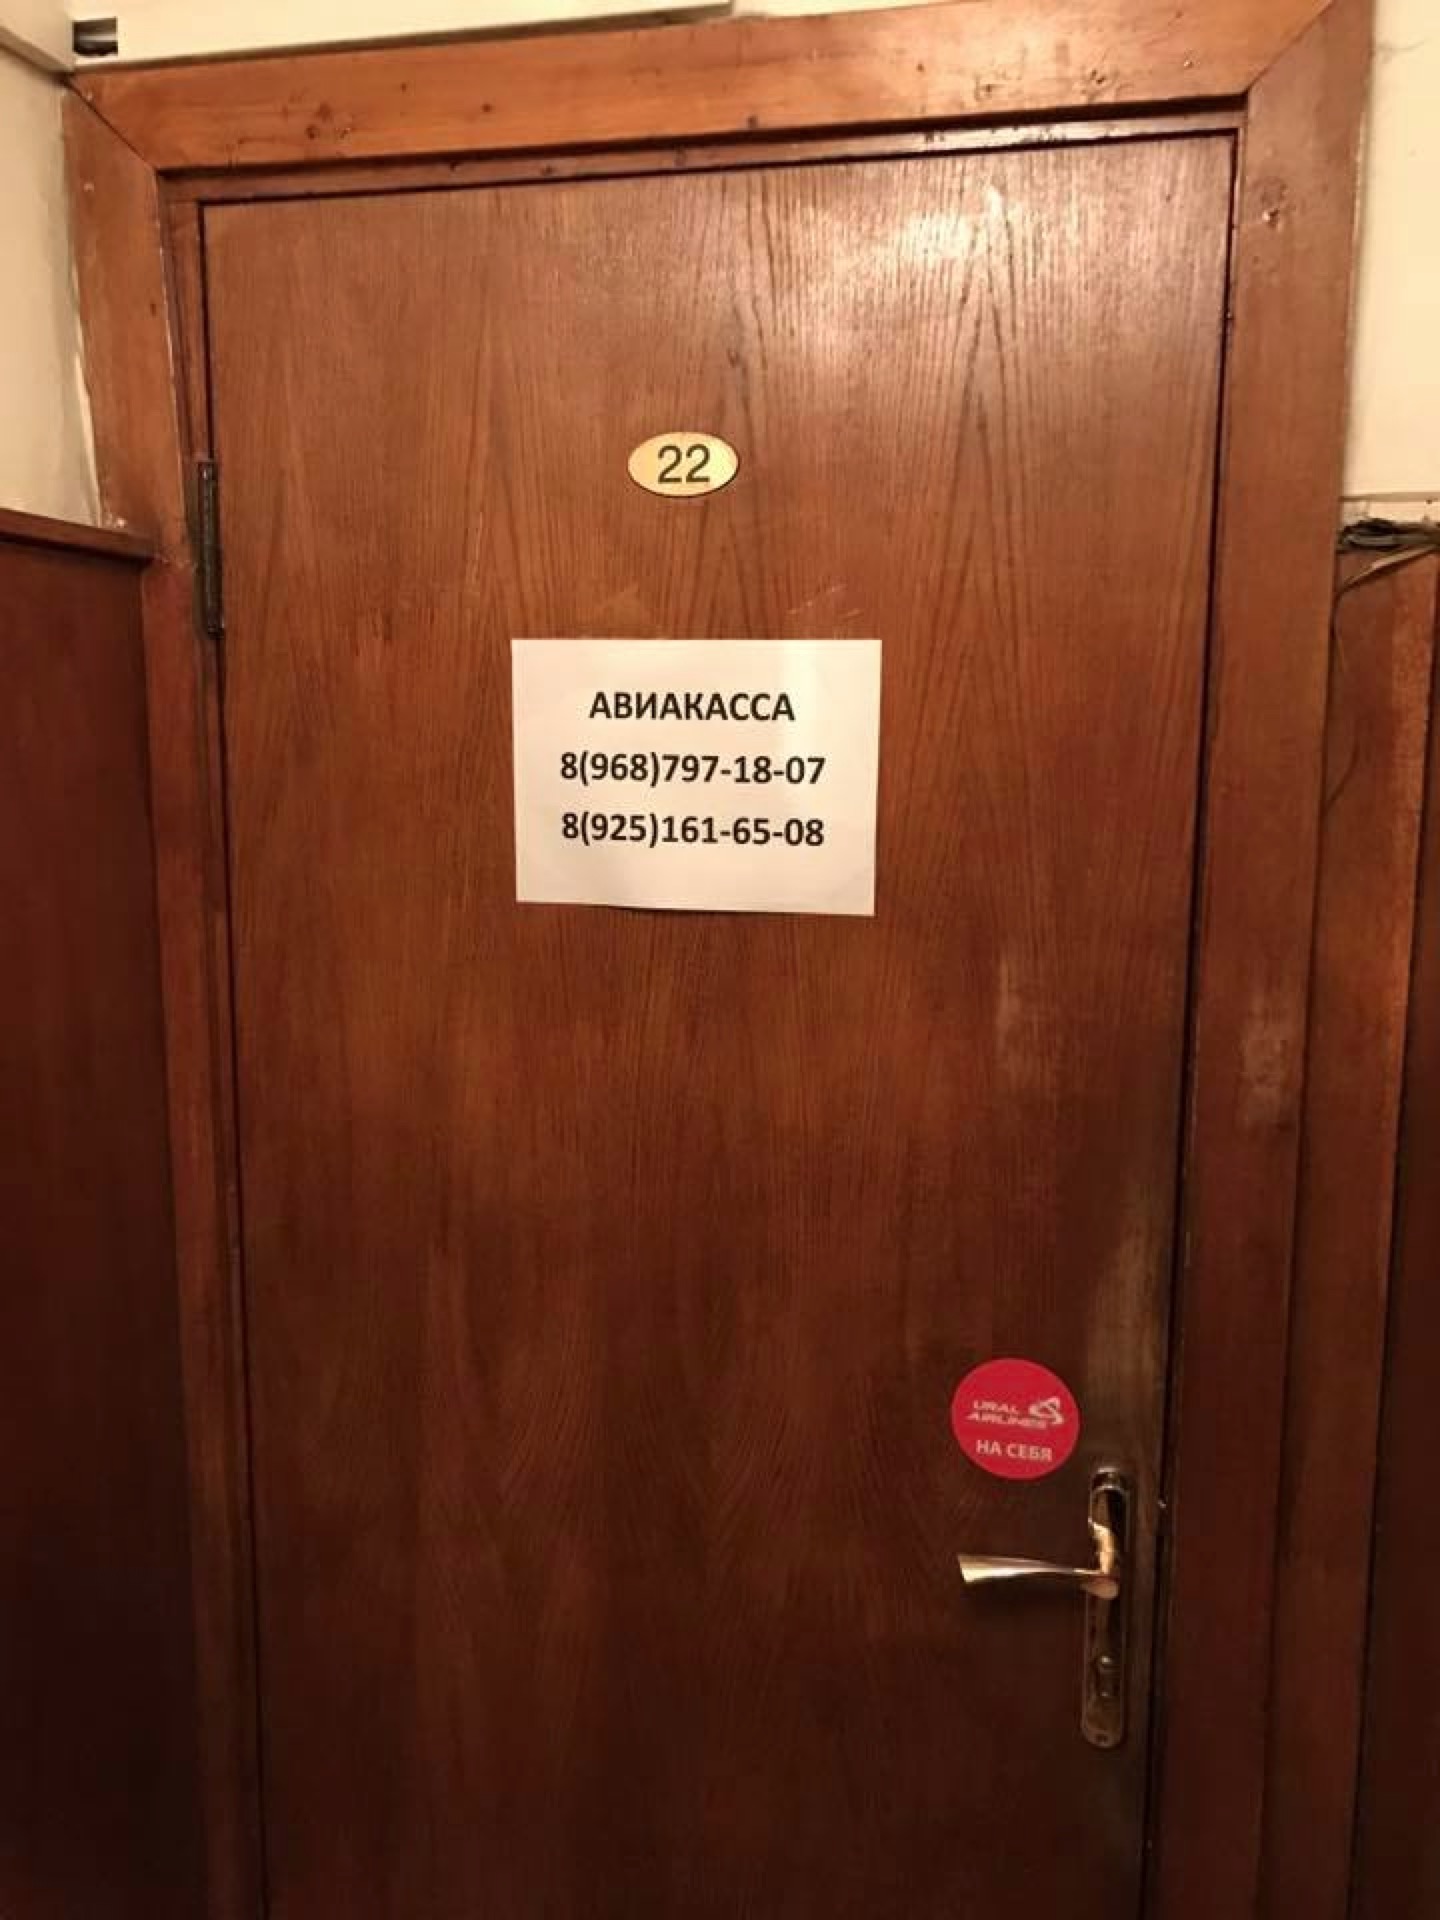 22
АВИАКАССА
8(968)797-18-07
8(925)161-65-08
URAL
AIRLINES
НА СЕБЯ